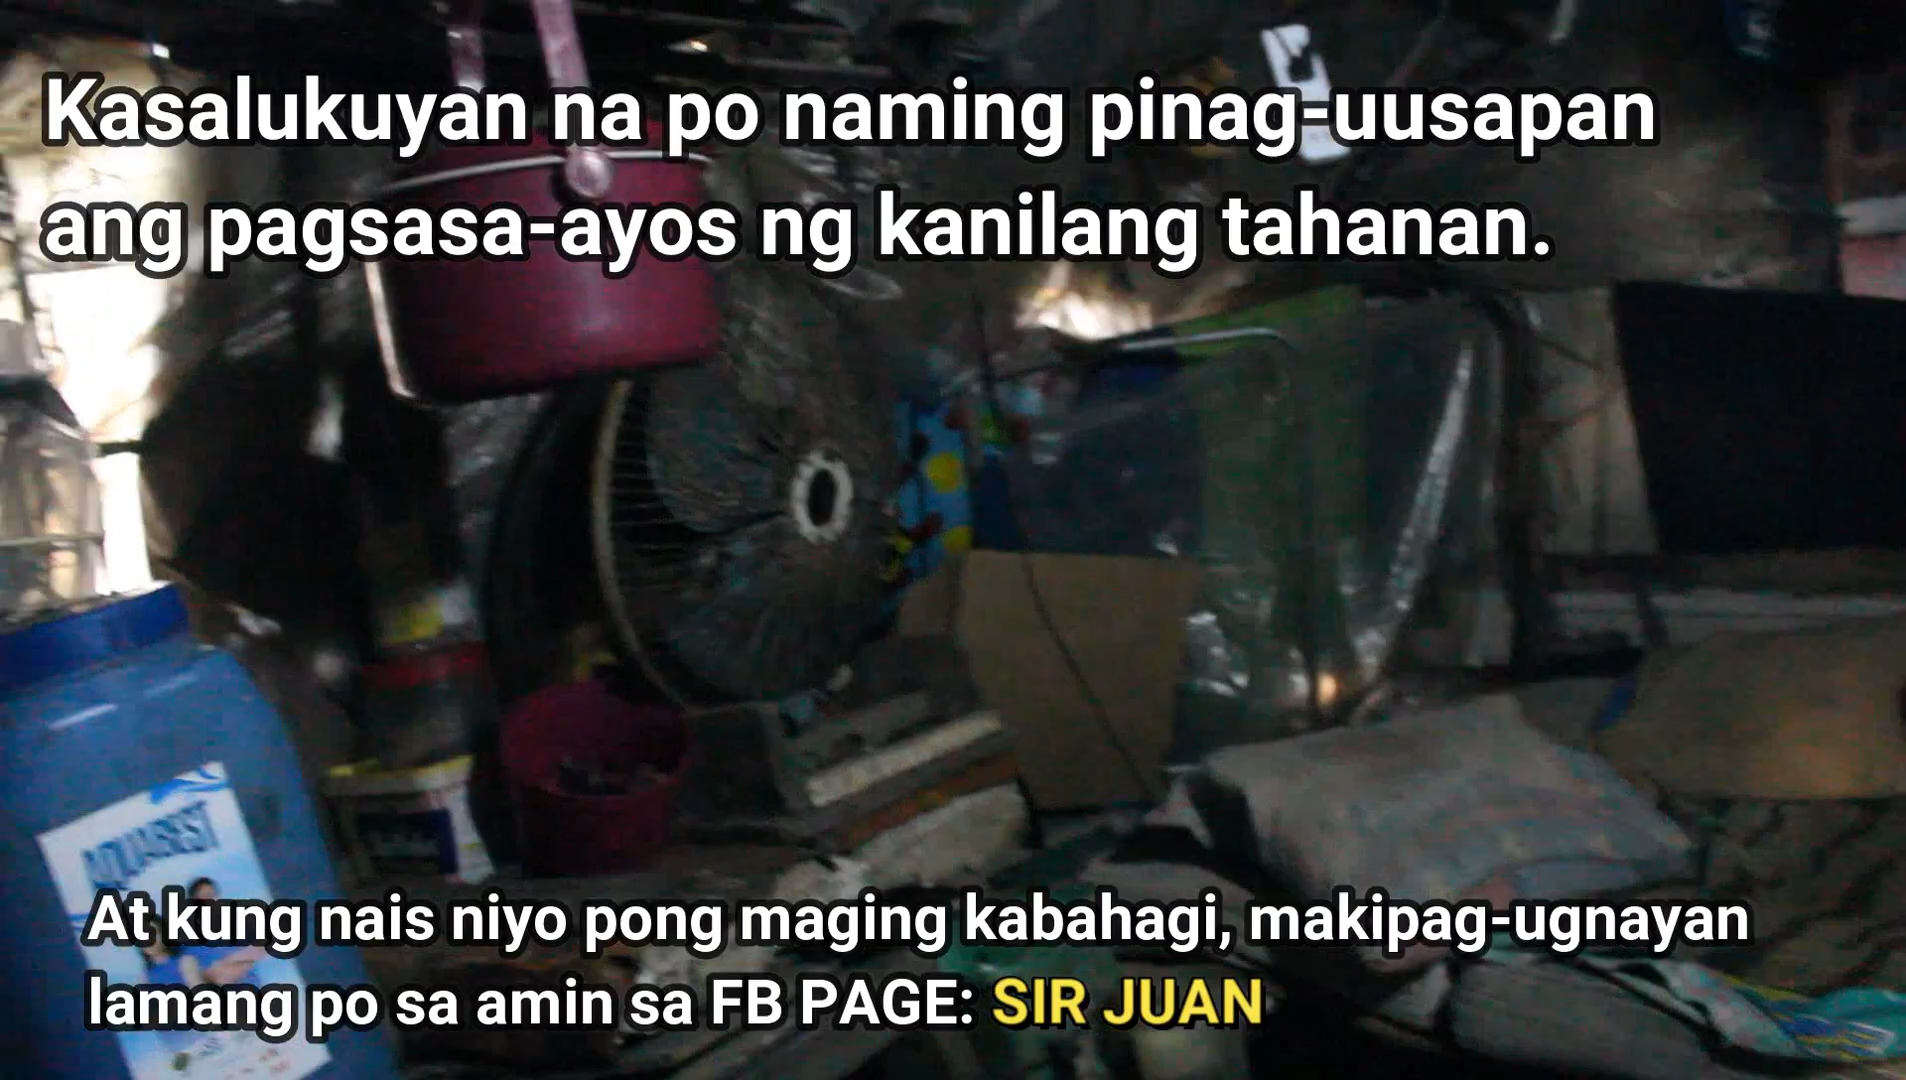 Kasalukuyan na po naming pinag-uusapan
ang pagsasa-ayos ng kanilang tahanan.
AQUABEST
At kung nais niyo pong maging kabahagi, makipag-ugnayan
lamang po sa amin sa FB PAGE: SIR JUAN